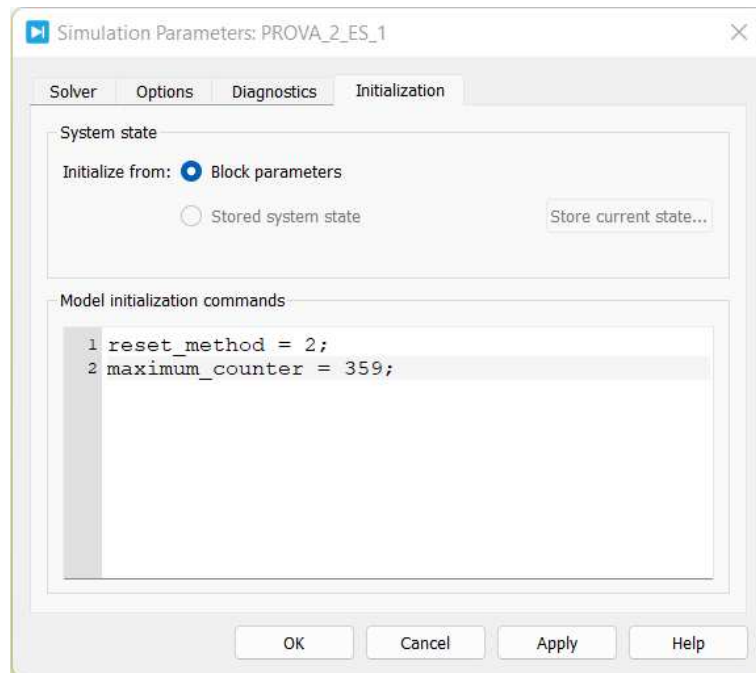 Simulation Parameters: PROVA_2_ES_1
Solver Options Diagnostics Initialization
System state
Initialize from: Block parameters
Stored system state Store current state...
Model initialization commands
1 reset_method = 2;
2 maximum_counter = 359;
OK Cancel Apply Help